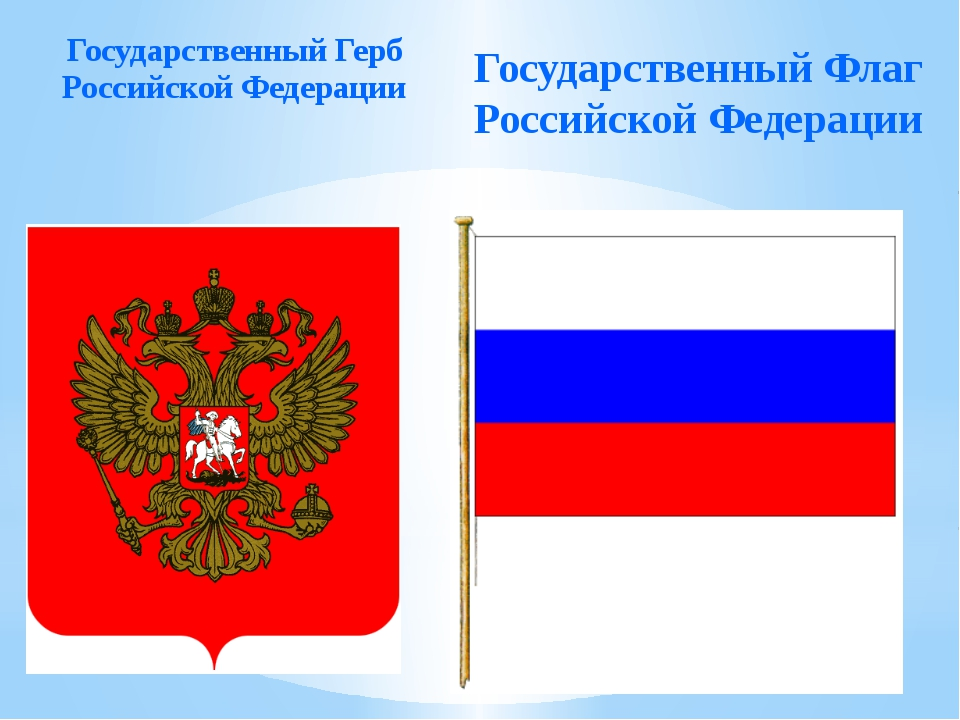 Государственный Герб
Российской Федерации
Государственный Флаг
Российской Федерации